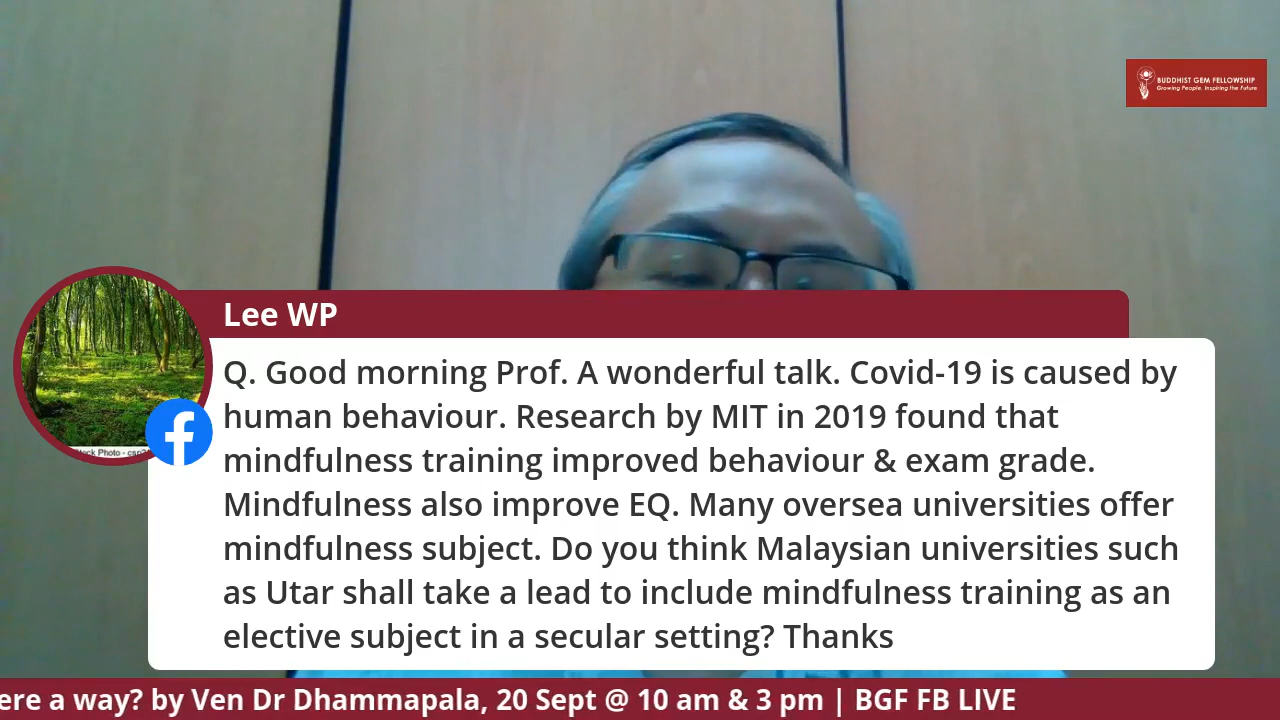 BUDDHIST GEM FELLOWSHIP
Growing People. Inspiring the Future
Lee WP
Q. Good morning Prof. A wonderful talk. Covid-19 is caused by
human behaviour. Research by MIT in 2019 found that
mindfulness training improved behaviour & exam grade.
Mindfulness also improve EQ. Many oversea universities offer
mindfulness subject. Do you think Malaysian universities such
as Utar shall take a lead to include mindfulness training as an
elective subject in a secular setting? Thanks
ere a way? by Ven Dr Dhammapala, 20 Sept @ 10 am & 3 pm | BGF FB LIVE